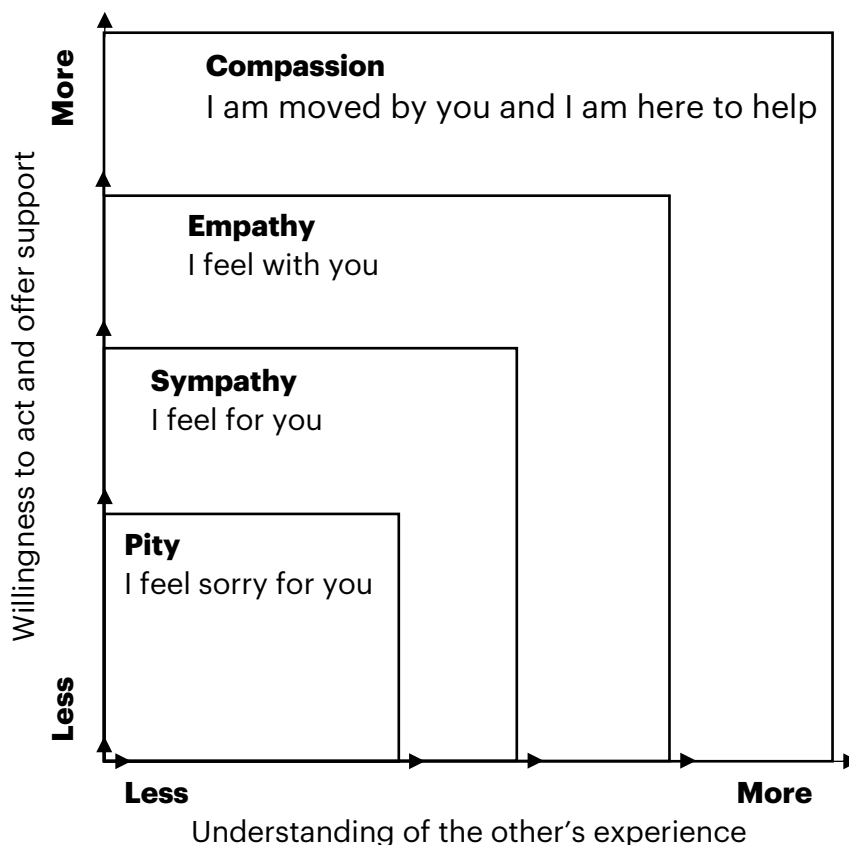 More
Compassion
I am moved by you and I am here to help
Willingness to act and offer support
Empathy
I feel with you
Sympathy
I feel for you
Pity
I feel sorry for you
Less
Less
More
Understanding of the other’s experience